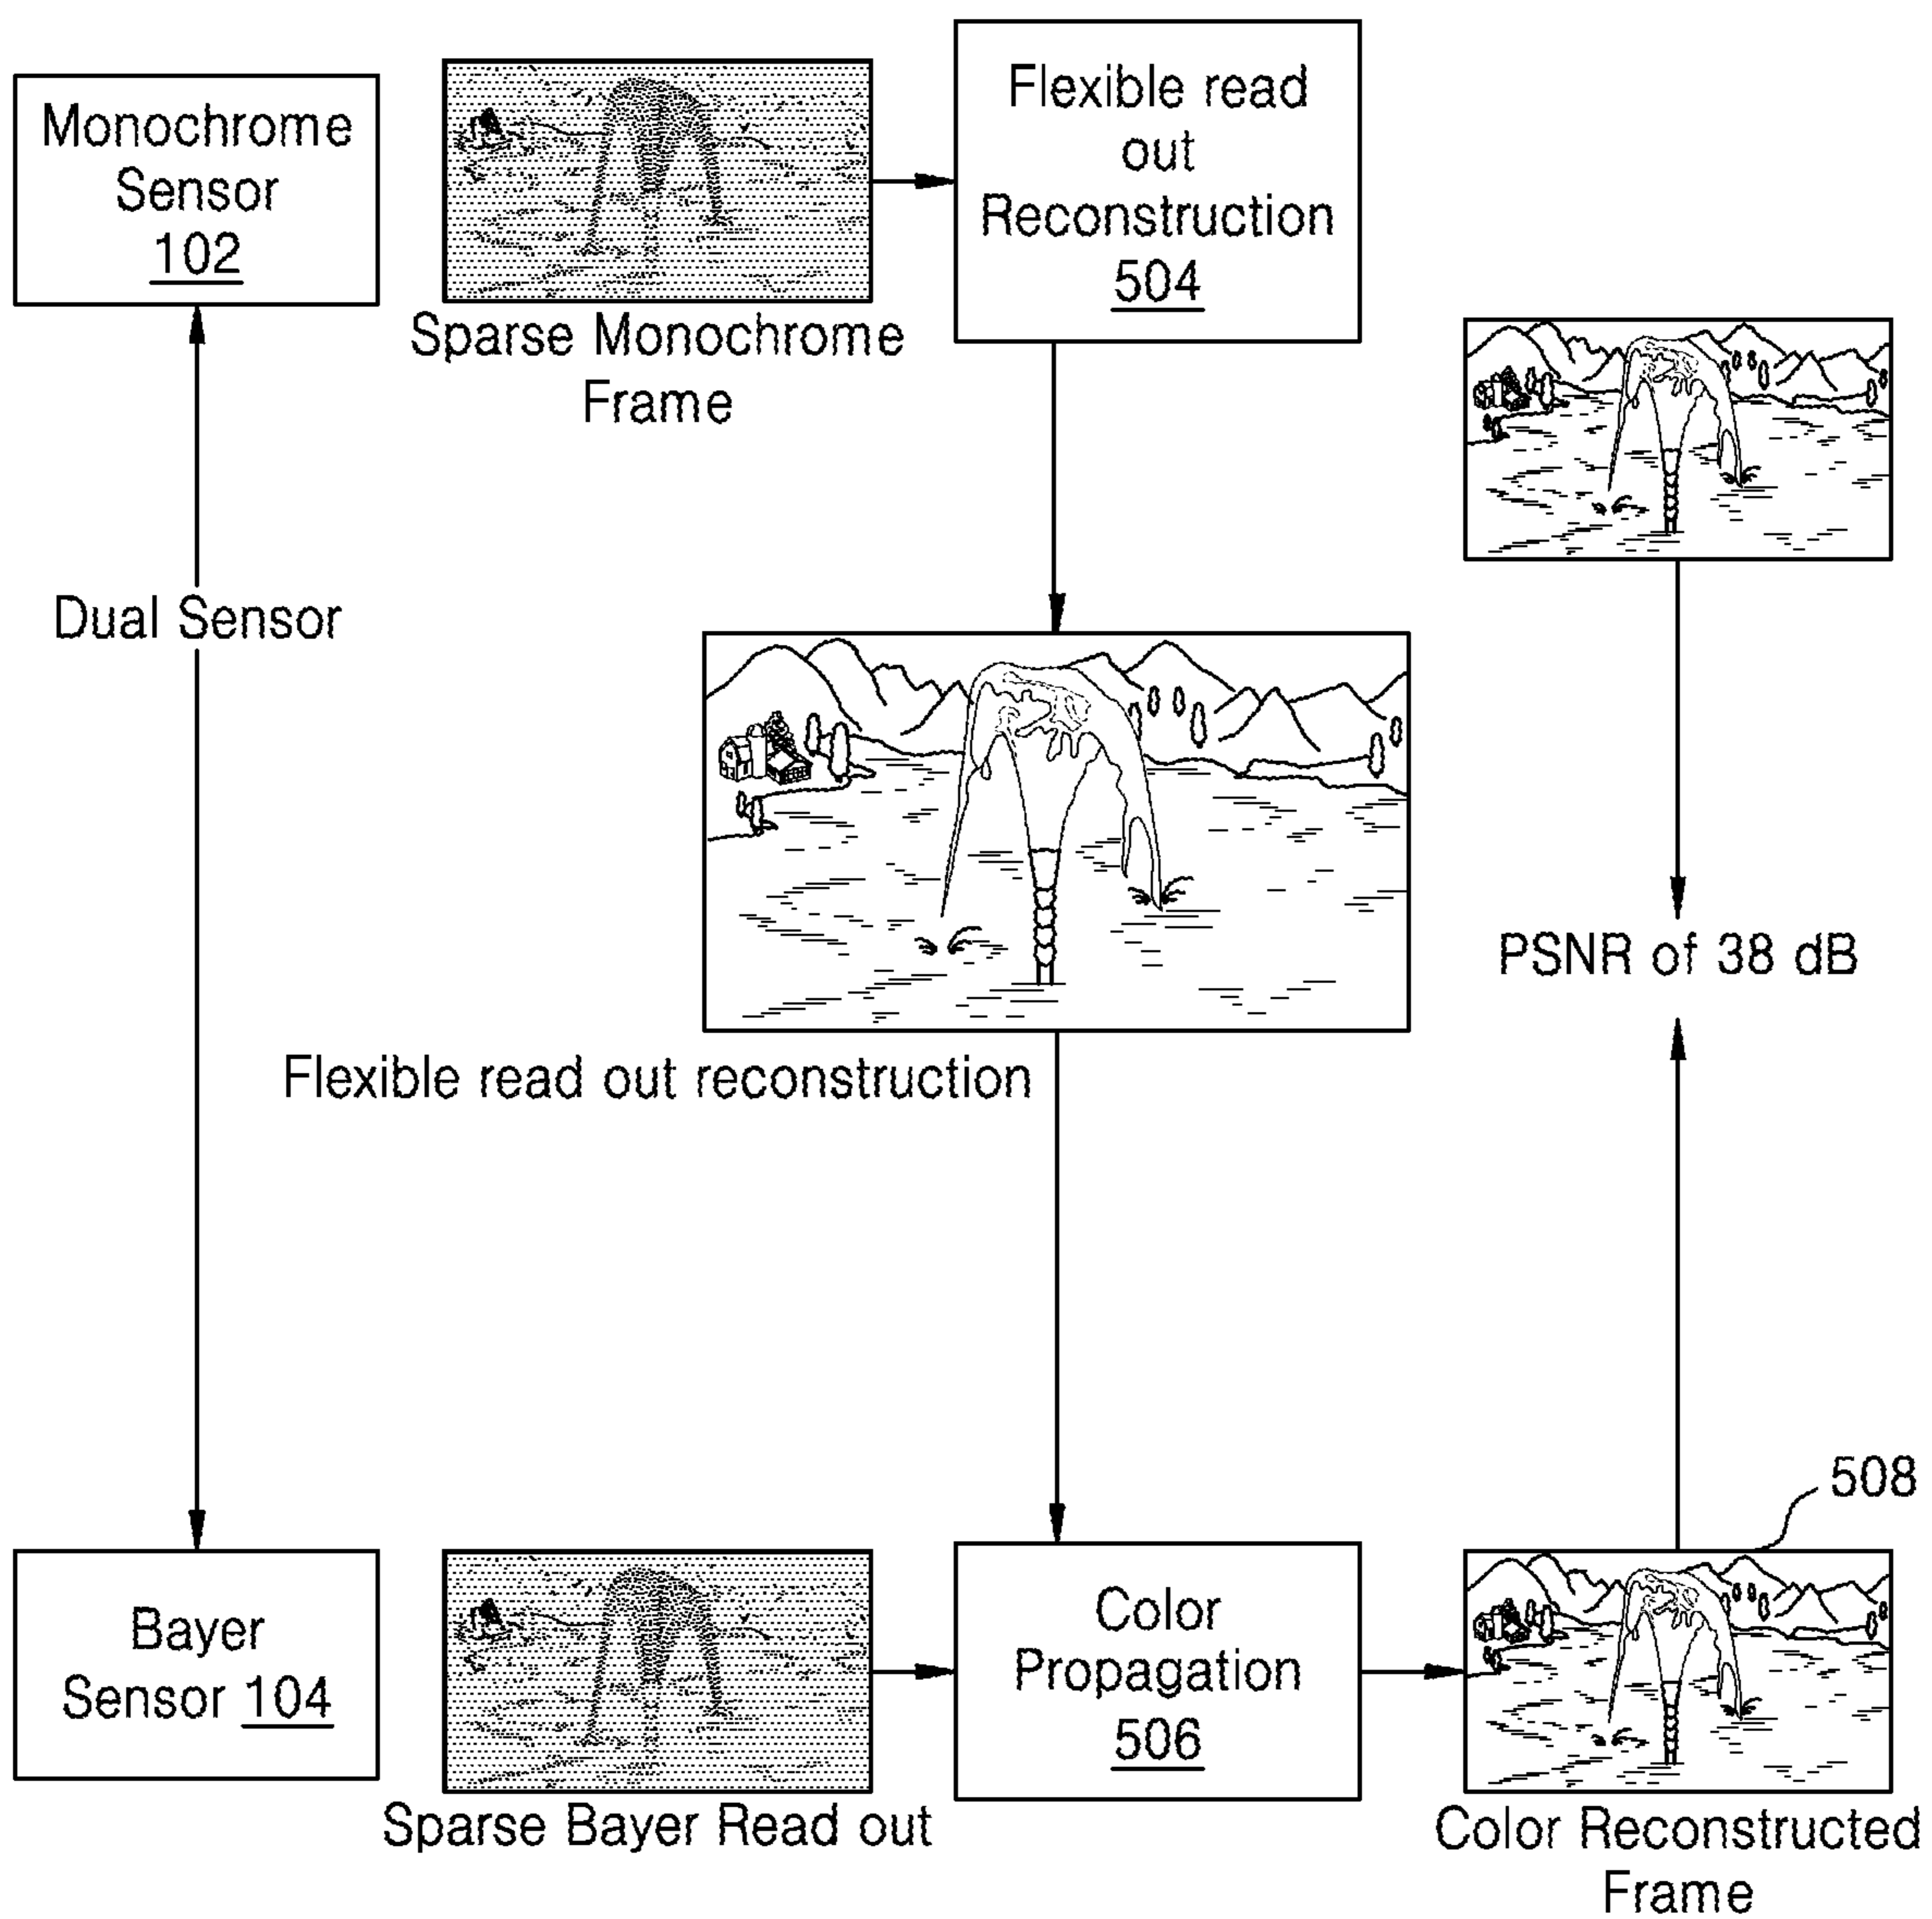 Monochrome
Sensor
102
Sparse Monochrome
Frame
Flexible read
out
Reconstruction
504
Dual Sensor
PSNR of 38 dB
Flexible read out reconstruction
508
Bayer
Sensor 104
Sparse Bayer Read out
Color
Propagation
506
Color Reconstructed
Frame